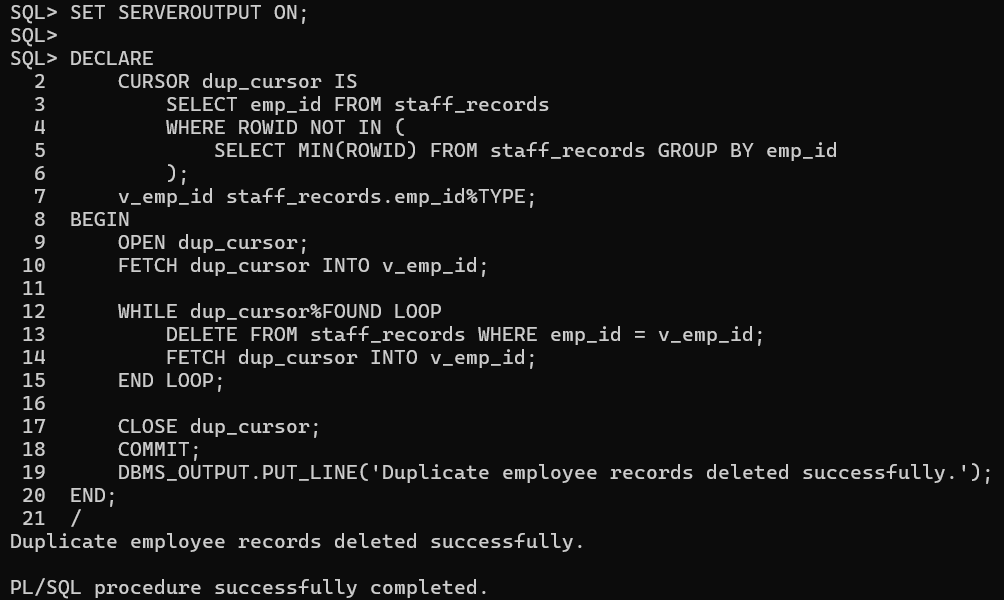 SQL> SET SERVEROUTPUT ON;
SQL>
SQL> DECLARE
  2      CURSOR dup_cursor IS
  3          SELECT emp_id FROM staff_records
  4          WHERE ROWID NOT IN (
  5              SELECT MIN(ROWID) FROM staff_records GROUP BY emp_id
  6          );
  7      v_emp_id staff_records.emp_id%TYPE;
  8  BEGIN
  9      OPEN dup_cursor;
 10      FETCH dup_cursor INTO v_emp_id;
 11
 12      WHILE dup_cursor%FOUND LOOP
 13          DELETE FROM staff_records WHERE emp_id = v_emp_id;
 14          FETCH dup_cursor INTO v_emp_id;
 15      END LOOP;
 16
 17      CLOSE dup_cursor;
 18      COMMIT;
 19      DBMS_OUTPUT.PUT_LINE('Duplicate employee records deleted successfully.');
 20  END;
 21  /
Duplicate employee records deleted successfully.

PL/SQL procedure successfully completed.